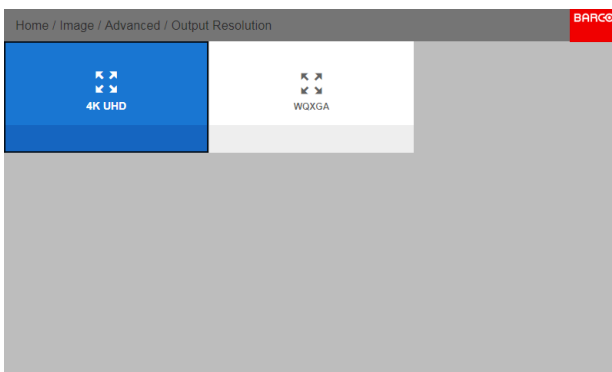 Home / Image / Advanced / Output Resolution
BARCO
4K UHD
WQXGA